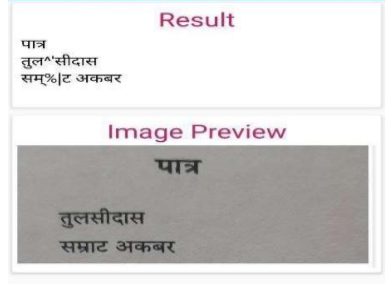 Result
पात्र
तुल^'सीदास
सम्%|ट अकबर
Image Preview
पात्र
तुलसीदास
सम्राट अकबर